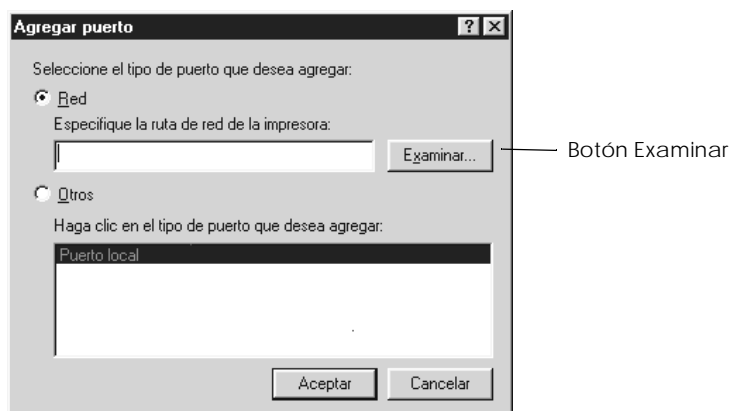 Agregar puerto
Seleccione el tipo de puerto que desea agregar:
Red
Especifique la ruta de red de la impresora:
Examinar...
Botón Examinar
Otros
Haga clic en el tipo de puerto que desea agregar:
Puerto local
Aceptar
Cancelar